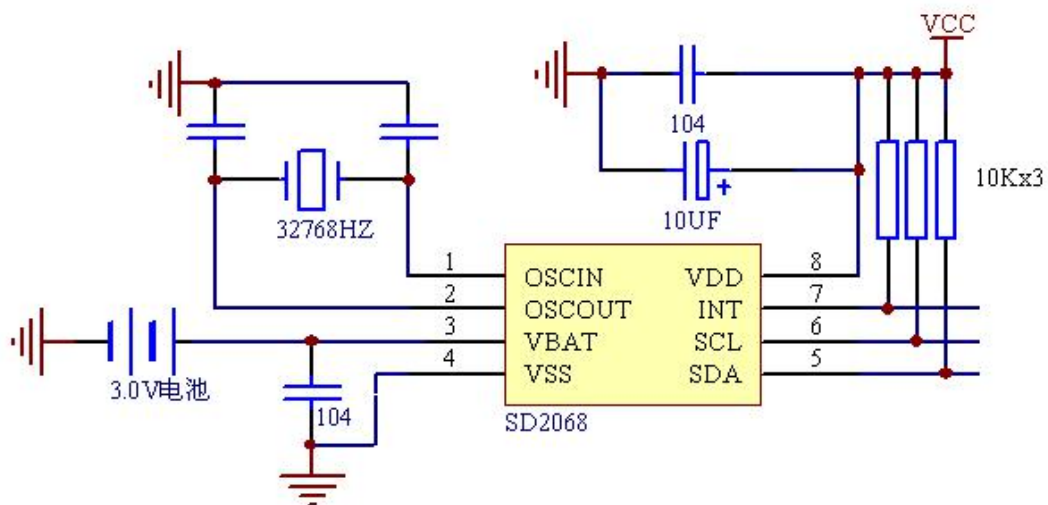 VCC
104
10Kx3
32768HZ
10UF
1
OSCIN
VDD
8
2
OSCOUT
INT
7
3
VBAT
SCL
6
4
VSS
SDA
5
3.0V电池
104
SD2068
+